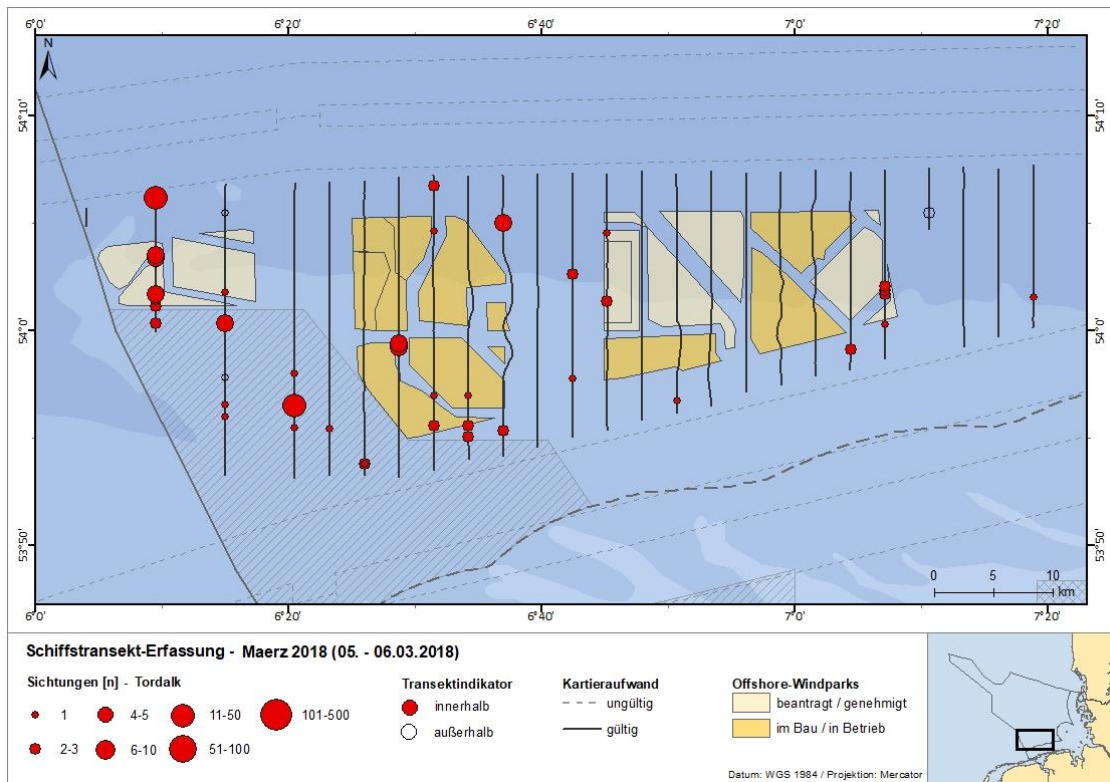 6°0' 6°20' 6°40' 7°0' 7°20'
N
54°10' 54°10'
54°0' 54°0'
53°50' 53°50'
0 5 10
km
6°0' 6°20' 6°40' 7°0' 7°20'
Schiffstransekt-Erfassung - Maerz 2018 (05. - 06.03.2018)
Sichtungen [n] - Tordalk
1 4-5 11-50 101-500
2-3 6-10 51-100
Transektindikator
innerhalb
außerhalb
Kartieraufwand
ungültig
gültig
Offshore-Windparks
beantragt / genehmigt
im Bau / in Betrieb
Datum: WGS 1984 / Projektion: Mercator